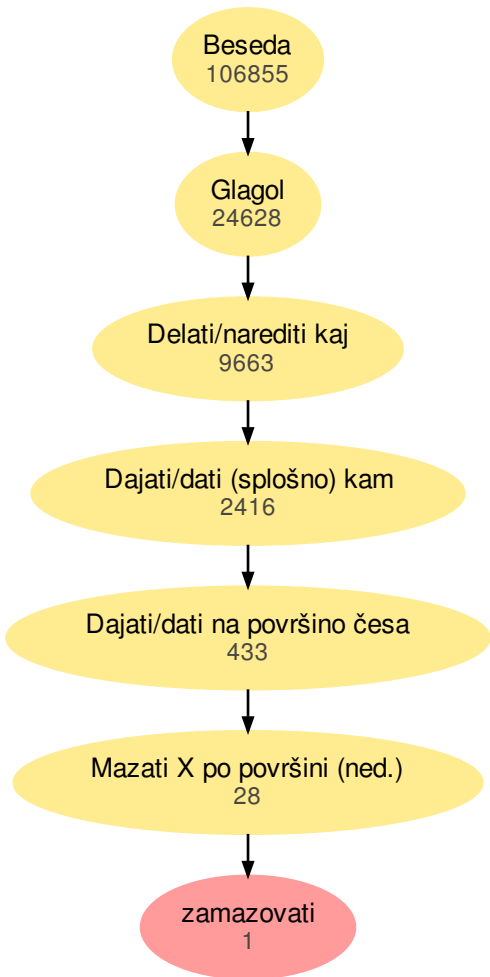 Beseda
106855
Glagol
24628
Delati/narediti kaj
9663
Dajati/dati (splošno) kam
2416
Dajati/dati na površino česa
433
Mazati X po površini (ned.)
28
zamazovati
1